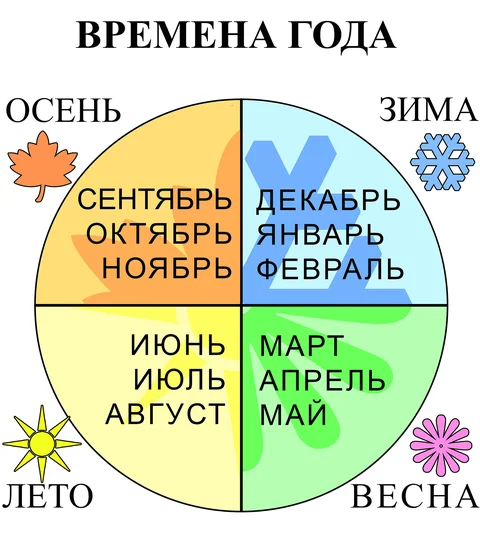 ВРЕМЕНА ГОДА
ОСЕНЬ
ЗИМА
СЕНТЯБРЬ
ОКТЯБРЬ
НОЯБРЬ
ДЕКАБРЬ
ЯНВАРЬ
ФЕВРАЛЬ
ИЮНЬ
ИЮЛЬ
АВГУСТ
МАРТ
АПРЕЛЬ
МАЙ
ЛЕТО
ВЕСНА